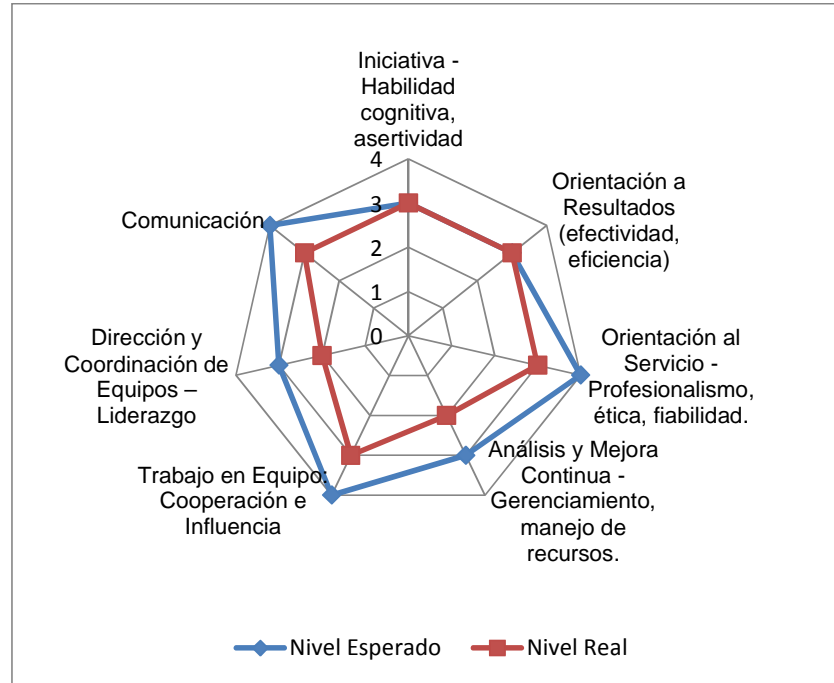 Iniciativa -
Habilidad
cognitiva,
asertividad
4
3
2
1
0
Orientación a
Resultados
(efectividad,
eficiencia)
Orientación al
Servicio -
Profesionalismo,
ética, fiabilidad.
Análisis y Mejora
Continua -
Gerenciamiento,
manejo de
recursos.
Trabajo en Equipo:
Cooperación e
Influencia
Dirección y
Coordinación de
Equipos –
Liderazgo
Comunicación
Nivel Esperado
Nivel Real